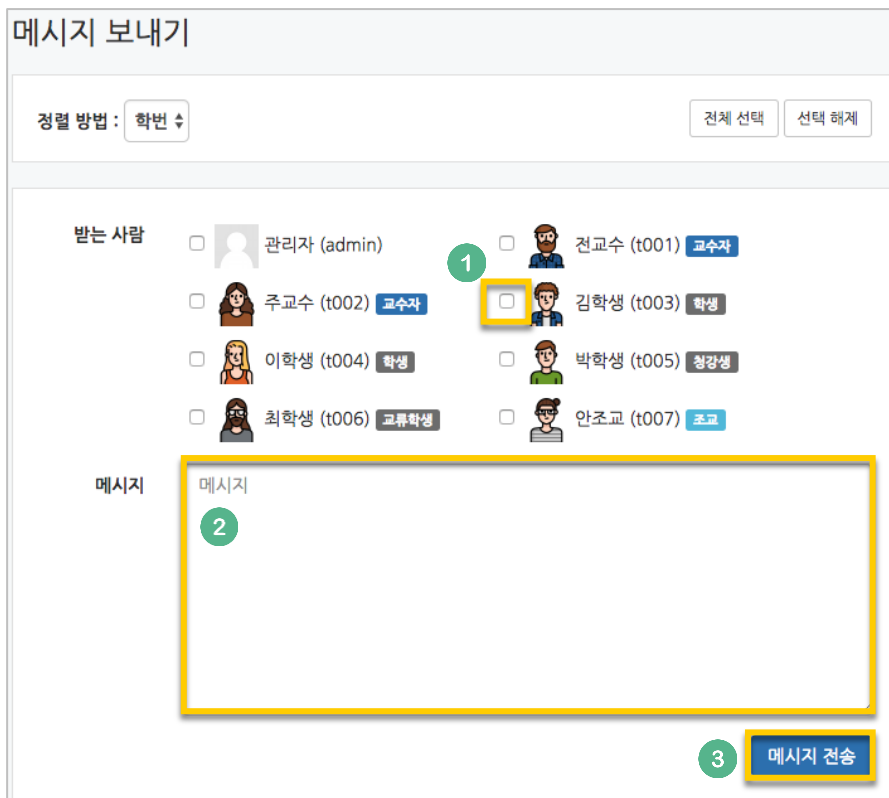 메시지 보내기
정렬 방법 : 학번 전체 선택 선택 해제
받는 사람 관리자 (admin) 전교수 (t001) 교수자
1
주교수 (t002) 교수자 김학생 (t003) 학생
이학생 (t004) 학생 박학생 (t005) 청강생
최학생 (t006) 교류학생 안조교 (t007) 조교
메시지 메시지
2
3 메시지 전송